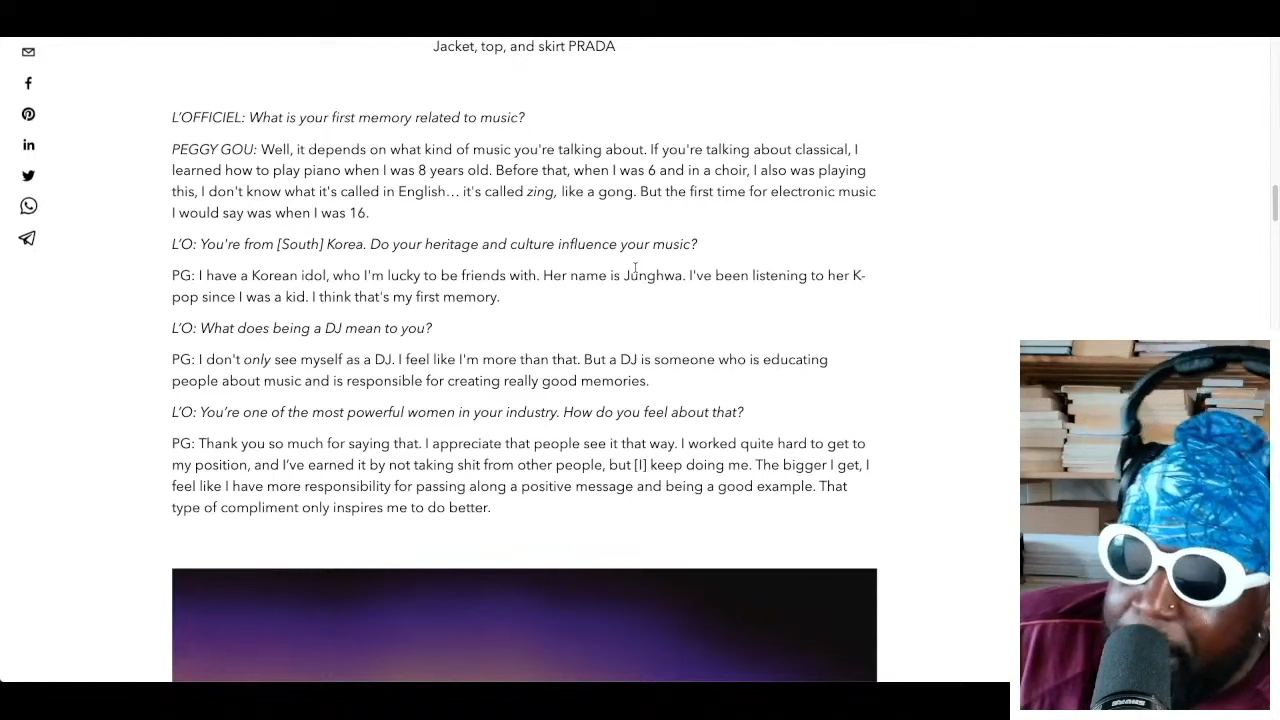 Jacket, top, and skirt PRADA
L'OFFICIEL: What is your first memory related to music?
PEGGY GOU: Well, it depends on what kind of music you're talking about. If you're talking about classical, I
learned how to play piano when I was 8 years old. Before that, when I was 6 and in a choir, I also was playing
this, I don't know what it's called in English… it's called zing, like a gong. But the first time for electronic music
I would say was when I was 16.
L'O: You're from [South] Korea. Do your heritage and culture influence your music?
PG: I have a Korean idol, who I'm lucky to be friends with. Her name is Junghwa. I've been listening to her K-
pop since I was a kid. I think that's my first memory.
L'O: What does being a DJ mean to you?
PG: I don't only see myself as a DJ. I feel like I'm more than that. But a DJ is someone who is educating
people about music and is responsible for creating really good memories.
L'O: You’re one of the most powerful women in your industry. How do you feel about that?
PG: Thank you so much for saying that. I appreciate that people see it that way. I worked quite hard to get to
my position, and I’ve earned it by not taking shit from other people, but [I] keep doing me. The bigger I get, I
feel like I have more responsibility for passing along a positive message and being a good example. That
type of compliment only inspires me to do better.
SHURE